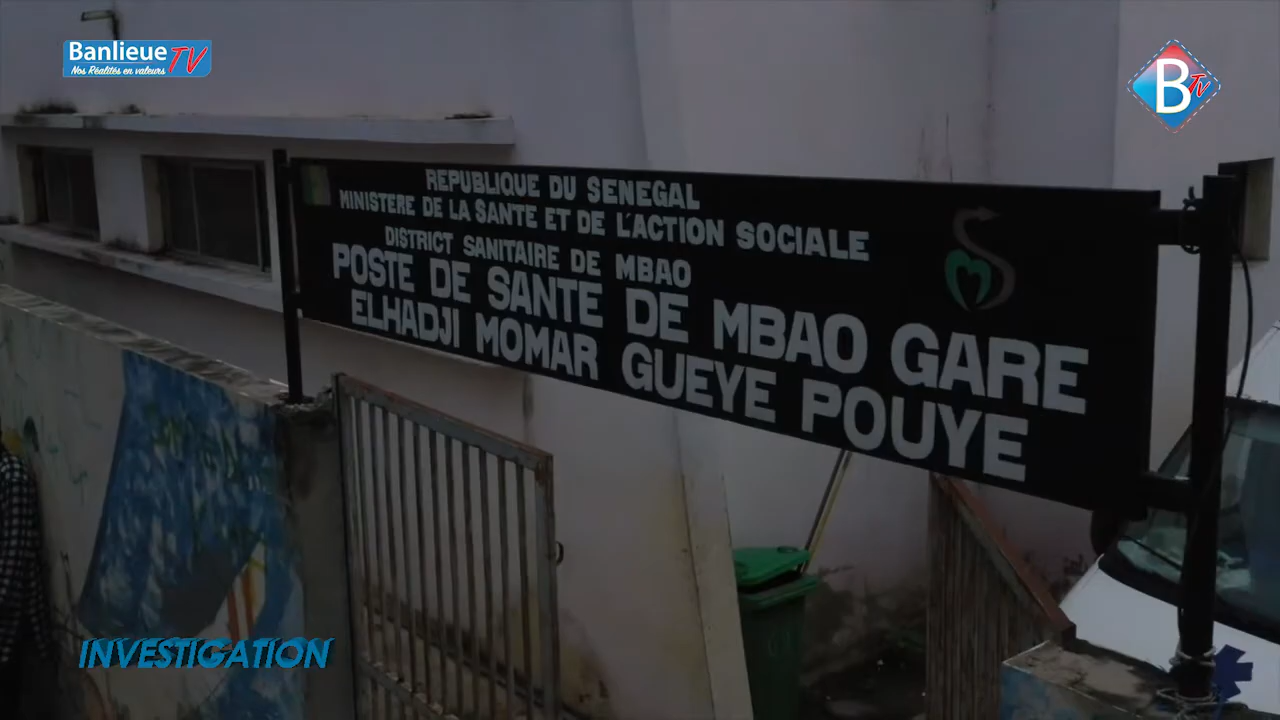 Banlieue TV
Nos Réalités en valeurs
B TV
REPUBLIQUE DU SENEGAL
MINISTERE DE LA SANTE ET DE L'ACTION SOCIALE
DISTRICT SANITAIRE DE MBAO
POSTE DE SANTE DE MBAO GARE
ELHADJI MOMAR GUEYE POUYE
INVESTIGATION